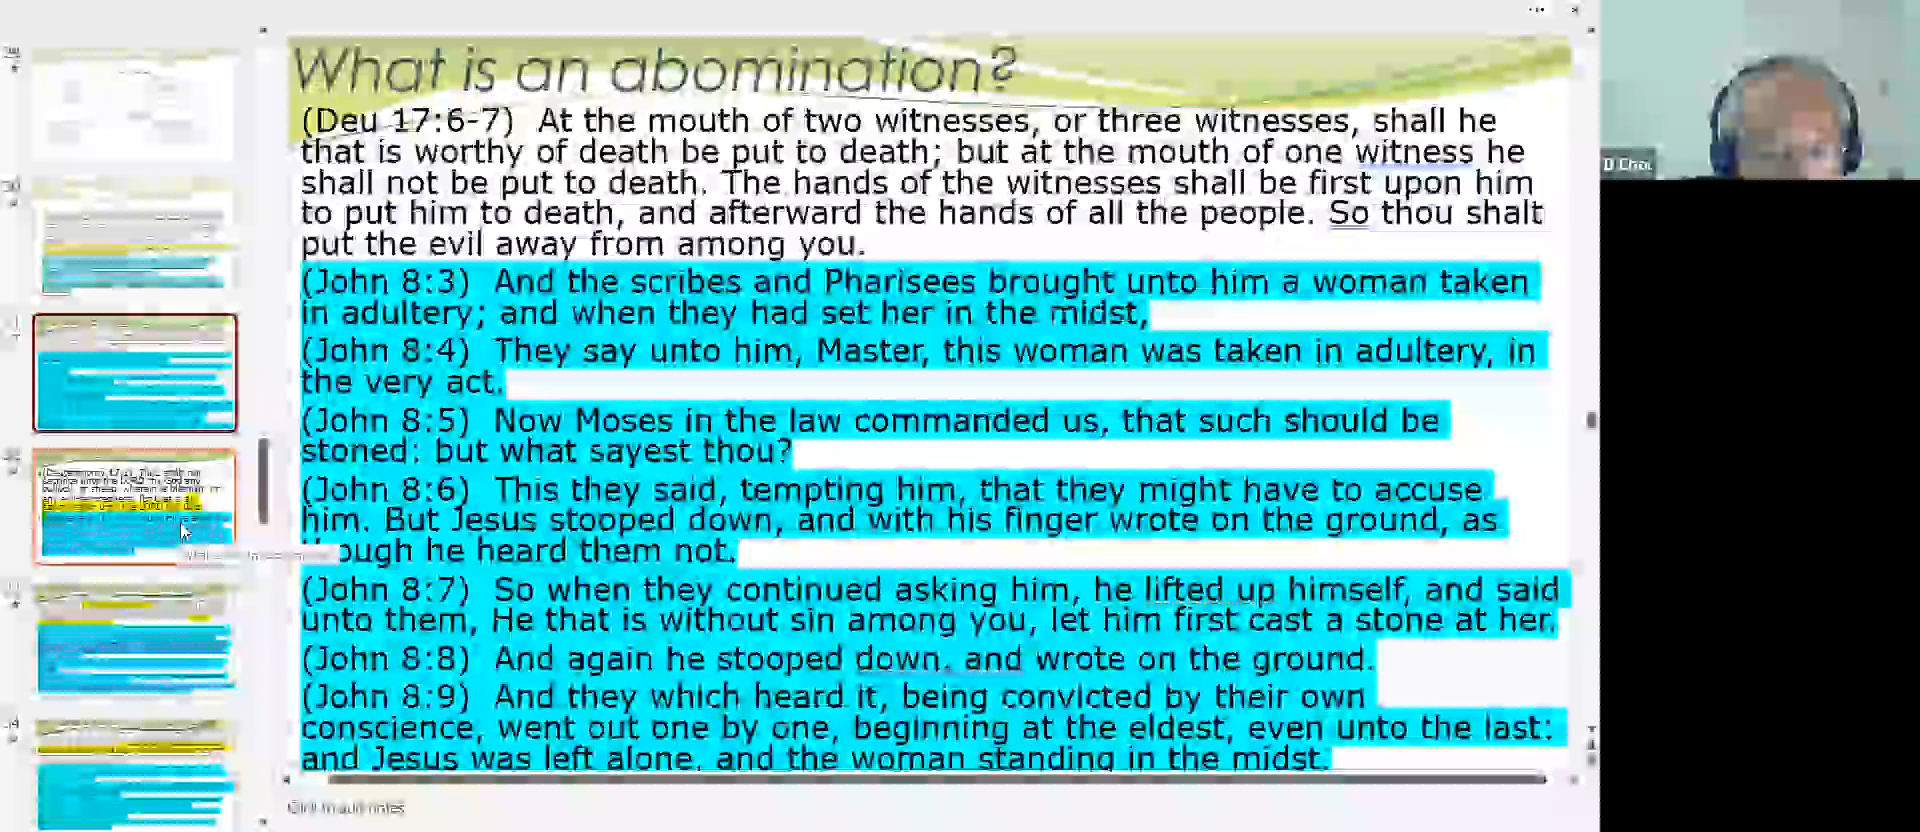 What is an abomination?
(Deu 17:6-7)  At the mouth of two witnesses, or three witnesses, shall he
that is worthy of death be put to death; but at the mouth of one witness he
shall not be put to death. The hands of the witnesses shall be first upon him
to put him to death, and afterward the hands of all the people. So thou shalt
put the evil away from among you.
(John 8:3)  And the scribes and Pharisees brought unto him a woman taken
in adultery; and when they had set her in the midst,
(John 8:4)  They say unto him, Master, this woman was taken in adultery, in
the very act.
(John 8:5)  Now Moses in the law commanded us, that such should be
stoned: but what sayest thou?
(John 8:6)  This they said, tempting him, that they might have to accuse
him. But Jesus stooped down, and with his finger wrote on the ground, as
he heard them not.
(John 8:7)  So when they continued asking him, he lifted up himself, and said
unto them, He that is without sin among you, let him first cast a stone at her.
(John 8:8)  And again he stooped down, and wrote on the ground.
(John 8:9)  And they which heard it, being convicted by their own
conscience, went out one by one, beginning at the eldest, even unto the last:
and Jesus was left alone, and the woman standing in the midst.
Click to add notes